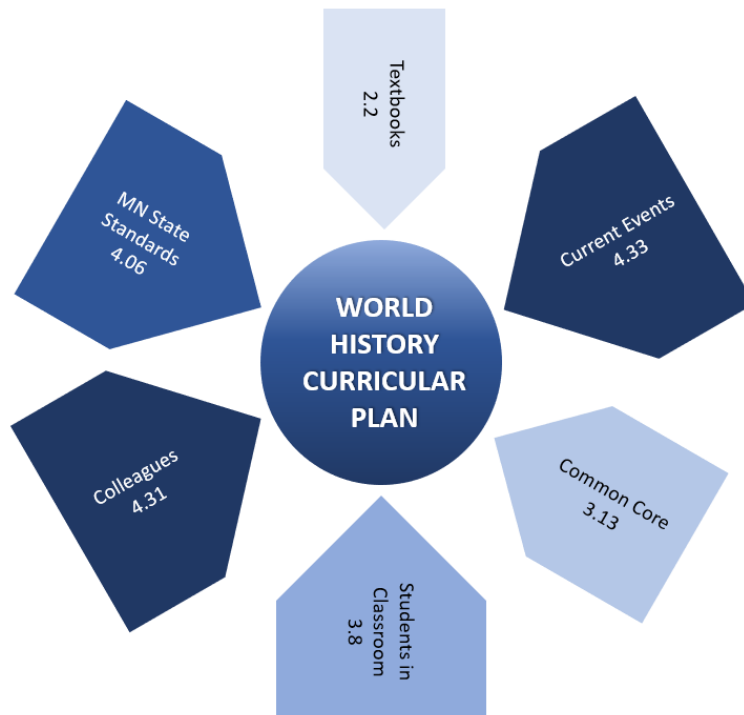 Textbooks
2.2
Current Events
4.33
Common Core
3.13
Students in
Classroom
3.8
Colleagues
4.31
MN State
Standards
4.06
WORLD
HISTORY
CURRICULAR
PLAN